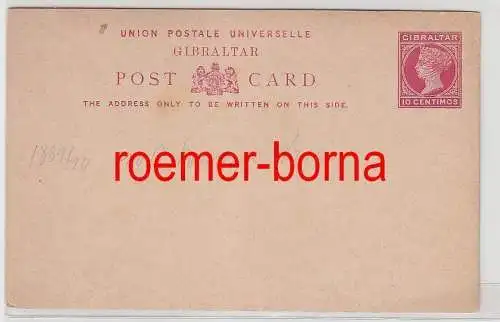 UNION POSTALE UNIVERSELLE
GIBRALTAR
POST CARD
THE ADDRESS ONLY TO BE WRITTEN ON THIS SIDE.
GIBRALTAR
10 CENTIMOS
roemer-borna